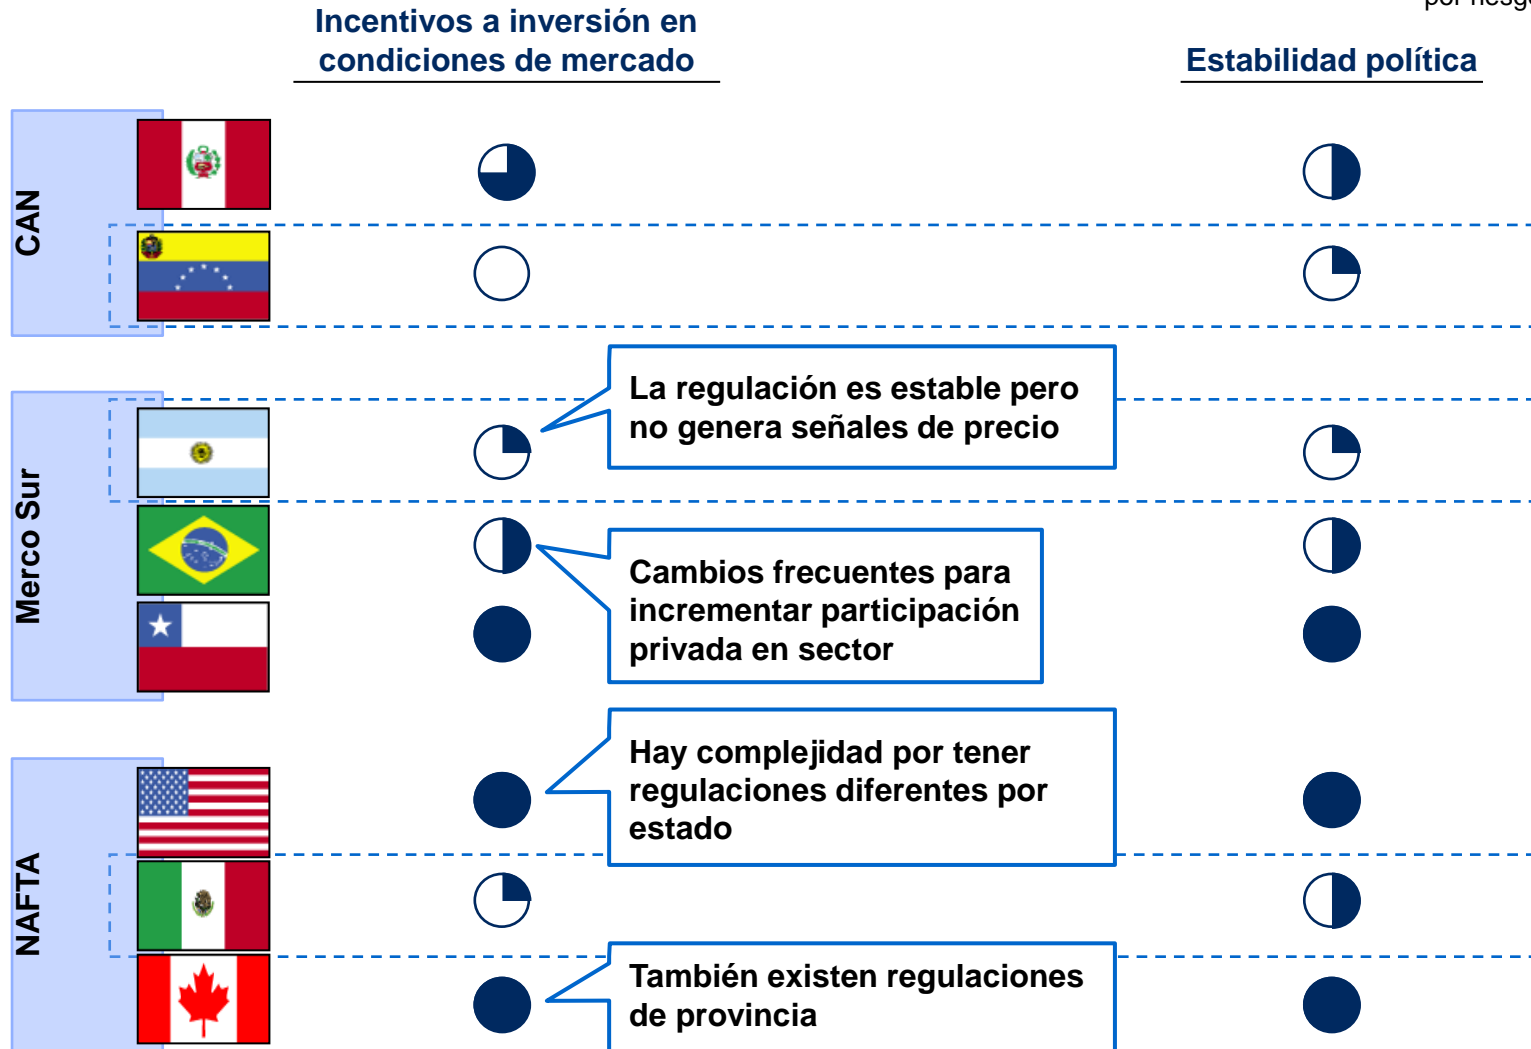 por riesgo
Incentivos a inversión en
condiciones de mercado
Estabilidad política
CAN
La regulación es estable pero
no genera señales de precio
Merco Sur
Cambios frecuentes para
incrementar participación
privada en sector
Hay complejidad por tener
regulaciones diferentes por
estado
NAFTA
También existen regulaciones
de provincia